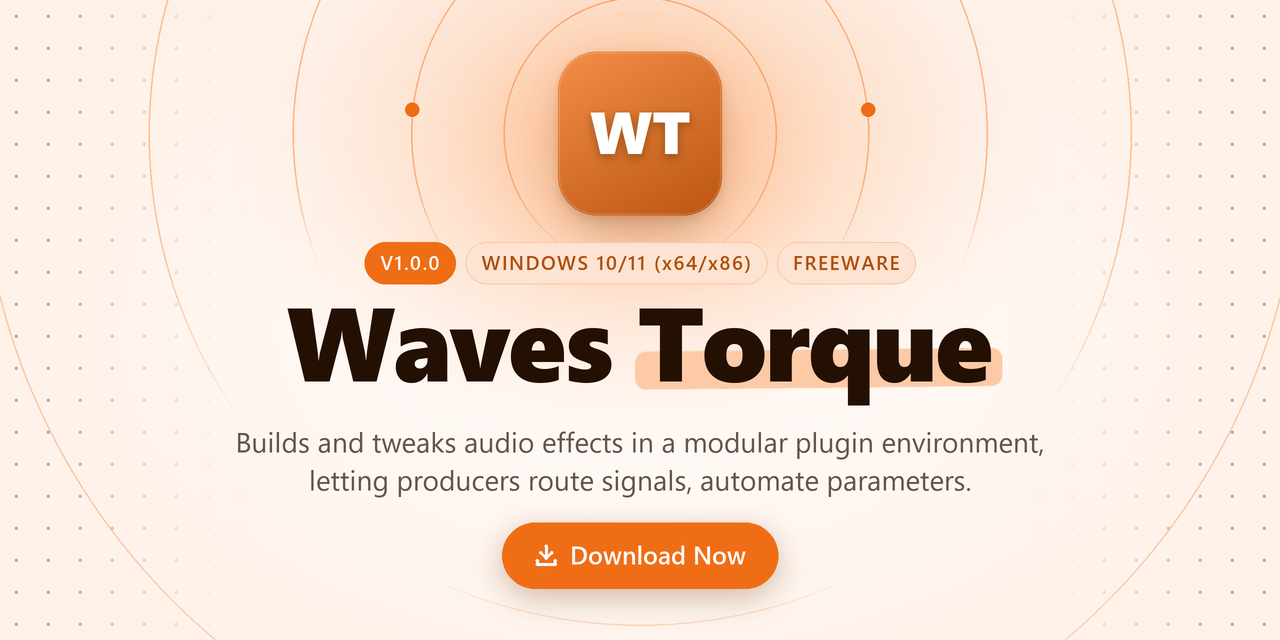 WT
V1.0.0
WINDOWS 10/11 (x64/x86)
FREEWARE
Waves Torque
Builds and tweaks audio effects in a modular plugin environment,
letting producers route signals, automate parameters.
Download Now